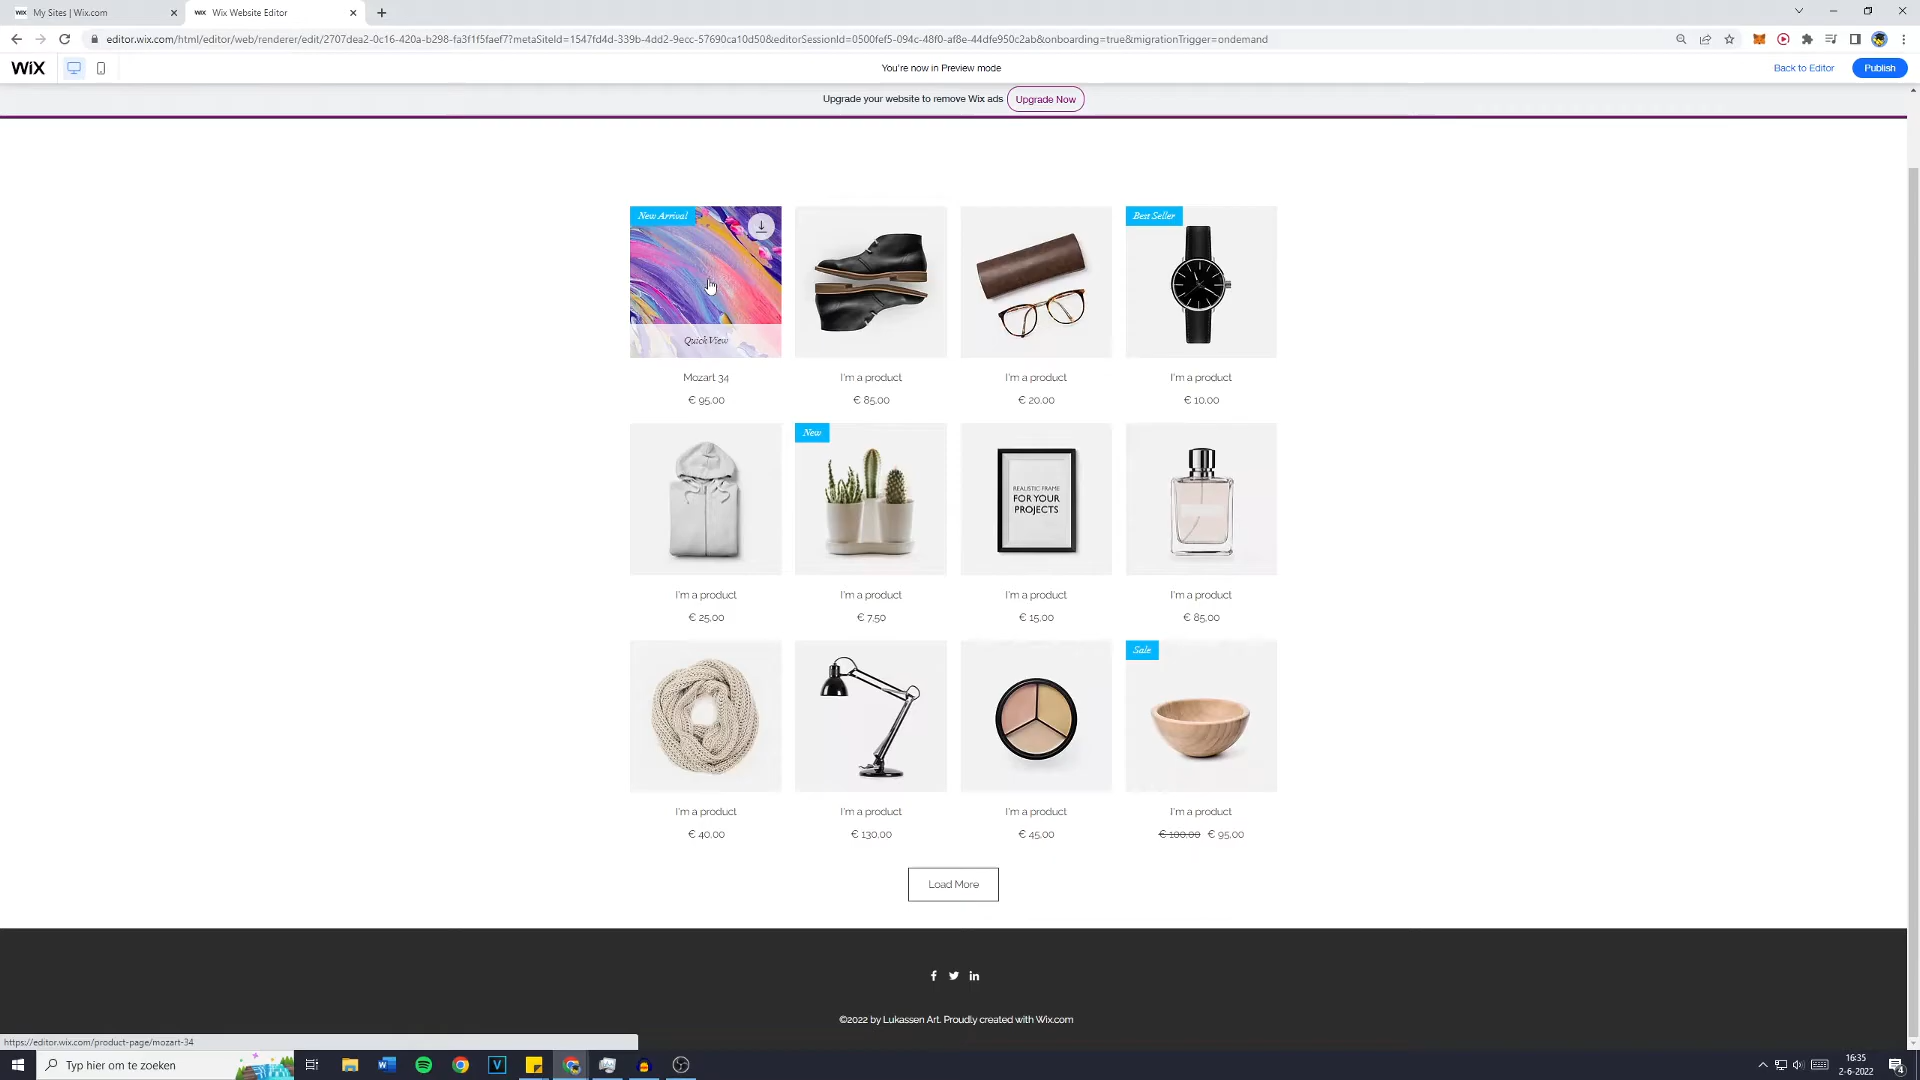 WiX My Sites | Wix.com
WiX Wix Website Editor
editor.wix.com/html/editor/web/renderer/edit/2707dea2-0c16-420a-b298-fa3f1f5faef7?metaSiteId=1547fd4d-339b-4dd2-9ecc-57690ca10d50&editorSessionId=0500fef5-094c-48f0-af8e-44dfe950c2ab&onboarding=true&migrationTrigger=ondemand
WiX
You're now in Preview mode
Back to Editor
Publish
Upgrade your website to remove Wix ads
Upgrade Now
New Arrival
Best Seller
Quick View
Mozart 34
I'm a product
I'm a product
I'm a product
€ 95,00
€ 85,00
€ 20,00
€ 10,00
New
REALISTIC FRAME
FOR YOUR
PROJECTS
I'm a product
I'm a product
I'm a product
I'm a product
€ 25,00
€ 7,50
€ 15,00
€ 85,00
Sale
I'm a product
I'm a product
I'm a product
I'm a product
€ 40,00
€ 130,00
€ 45,00
€ 100,00 € 95,00
Load More
©2022 by Lukassen Art. Proudly created with Wix.com
https://editor.wix.com/product-page/mozart-34
Typ hier om te zoeken
16:35
2-6-2022
4